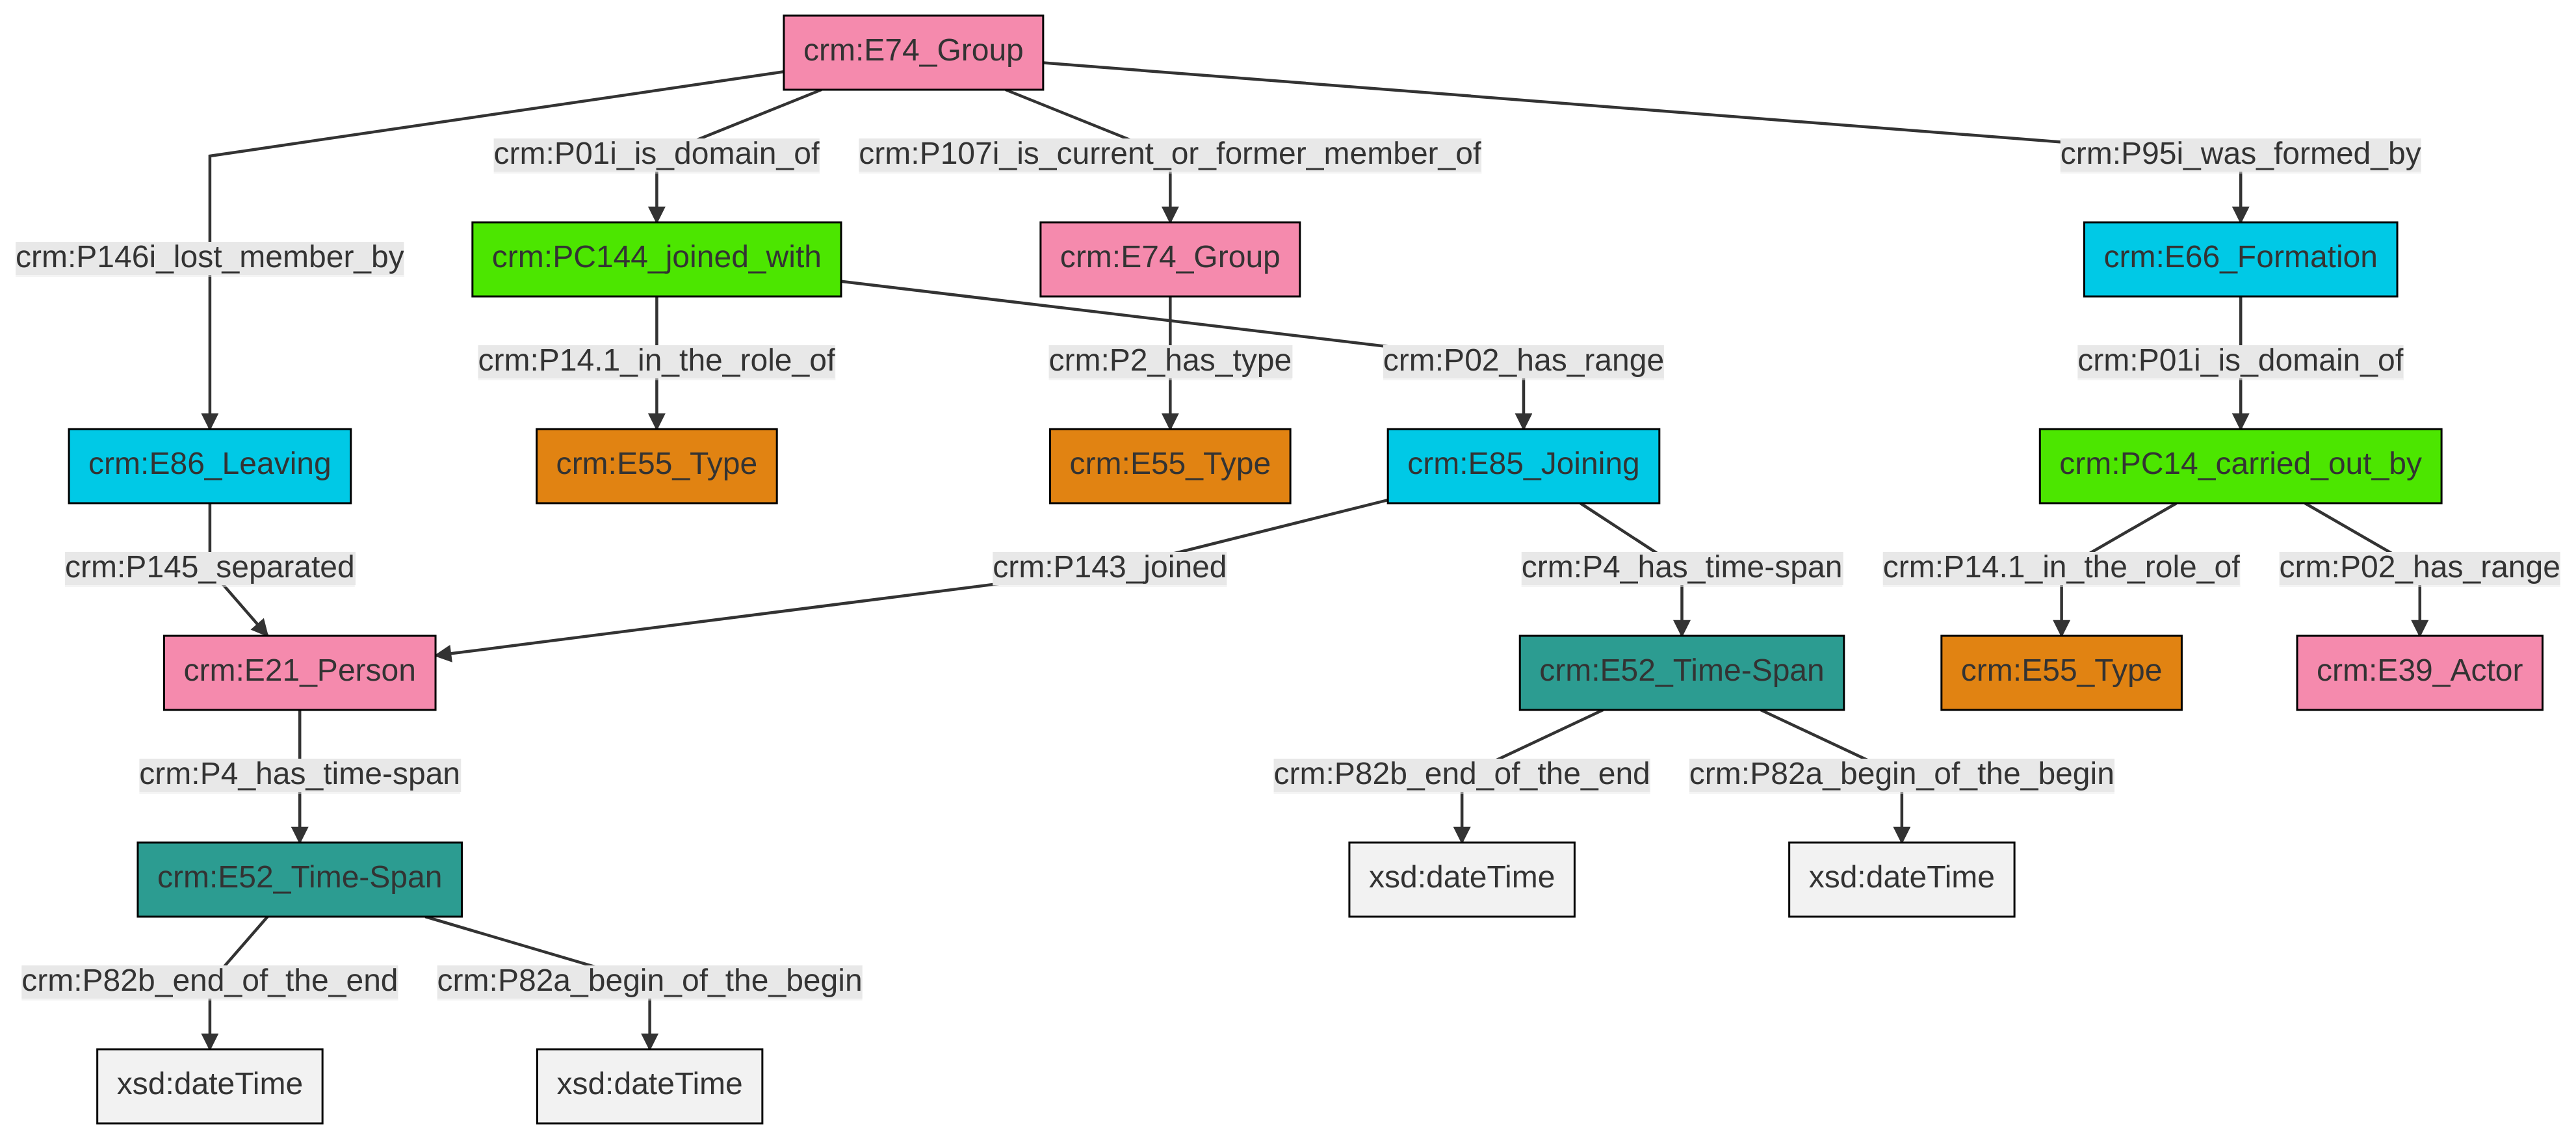 crm:E74_Group
crm:P01i_is_domain_of
crm:P107i_is_current_or_former_member_of
crm:P95i_was_formed_by
crm:P146i_lost_member_by
crm:PC144_joined_with
crm:E74_Group
crm:E66_Formation
crm:P14.1_in_the_role_of
crm:P2_has_type
crm:P02_has_range
crm:P01i_is_domain_of
crm:E86_Leaving
crm:E55_Type
crm:E55_Type
crm:E85_Joining
crm:PC14_carried_out_by
crm:P145_separated
crm:P143_joined
crm:P4_has_time-span
crm:P14.1_in_the_role_of
crm:P02_has_range
crm:E21_Person
crm:E52_Time-Span
crm:E55_Type
crm:E39_Actor
crm:P4_has_time-span
crm:P82b_end_of_the_end
crm:P82a_begin_of_the_begin
crm:E52_Time-Span
xsd:dateTime
xsd:dateTime
crm:P82b_end_of_the_end
crm:P82a_begin_of_the_begin
xsd:dateTime
xsd:dateTime